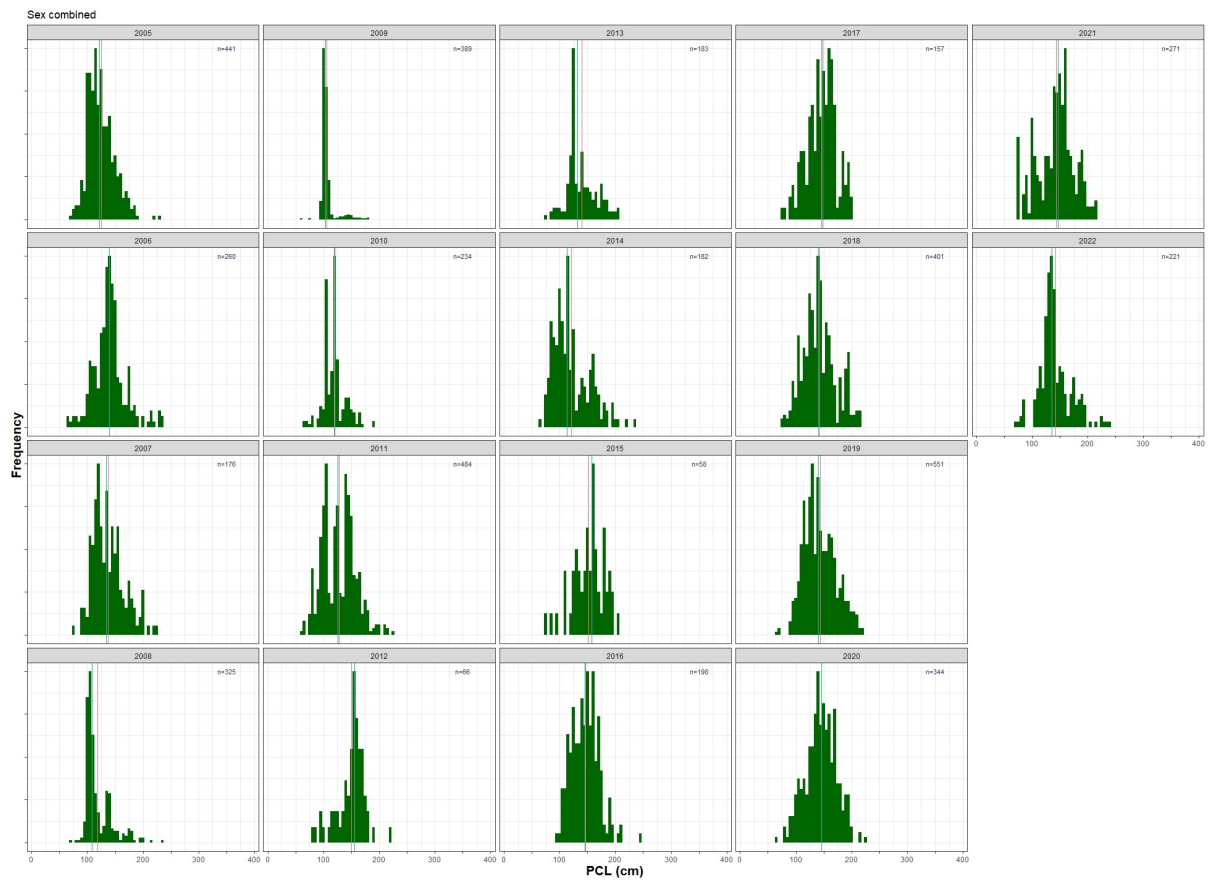 Sex combined
2005 2009 2013 2017 2021
n=441 n=389 n=183 n=157 n=271
2006 2010 2014 2018 2022
n=260 n=234 n=182 n=401 n=221
0 100 200 300 400
2007 2011 2015 2019
n=176 n=484 n=58 n=551
2008 2012 2016 2020
n=325 n=66 n=198 n=344
0 100 200 300 400 0 100 200 300 400 0 100 200 300 400 0 100 200 300 400
Frequency
PCL (cm)